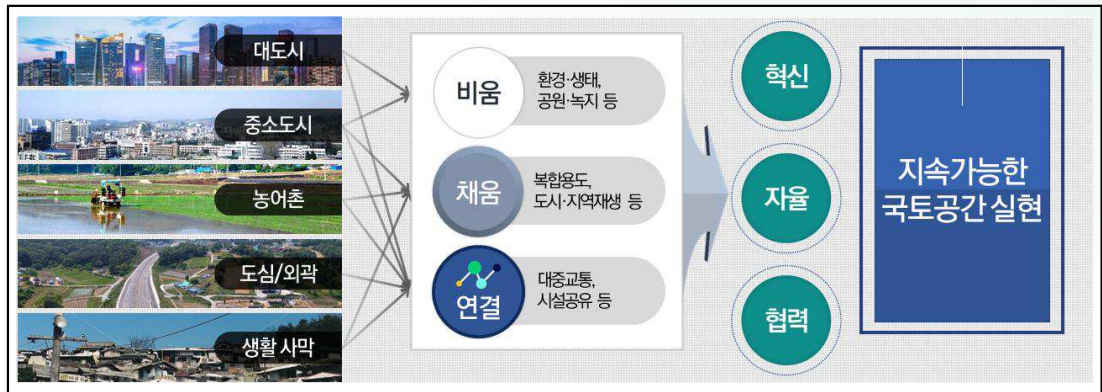 대도시
중소도시
농어촌
도심/외곽
생활 사막
비움
환경·생태,
공원·녹지 등
채움
복합용도,
도시·지역재생 등
연결
대중교통,
시설공유 등
혁신
자율
협력
지속가능한
국토공간 실현